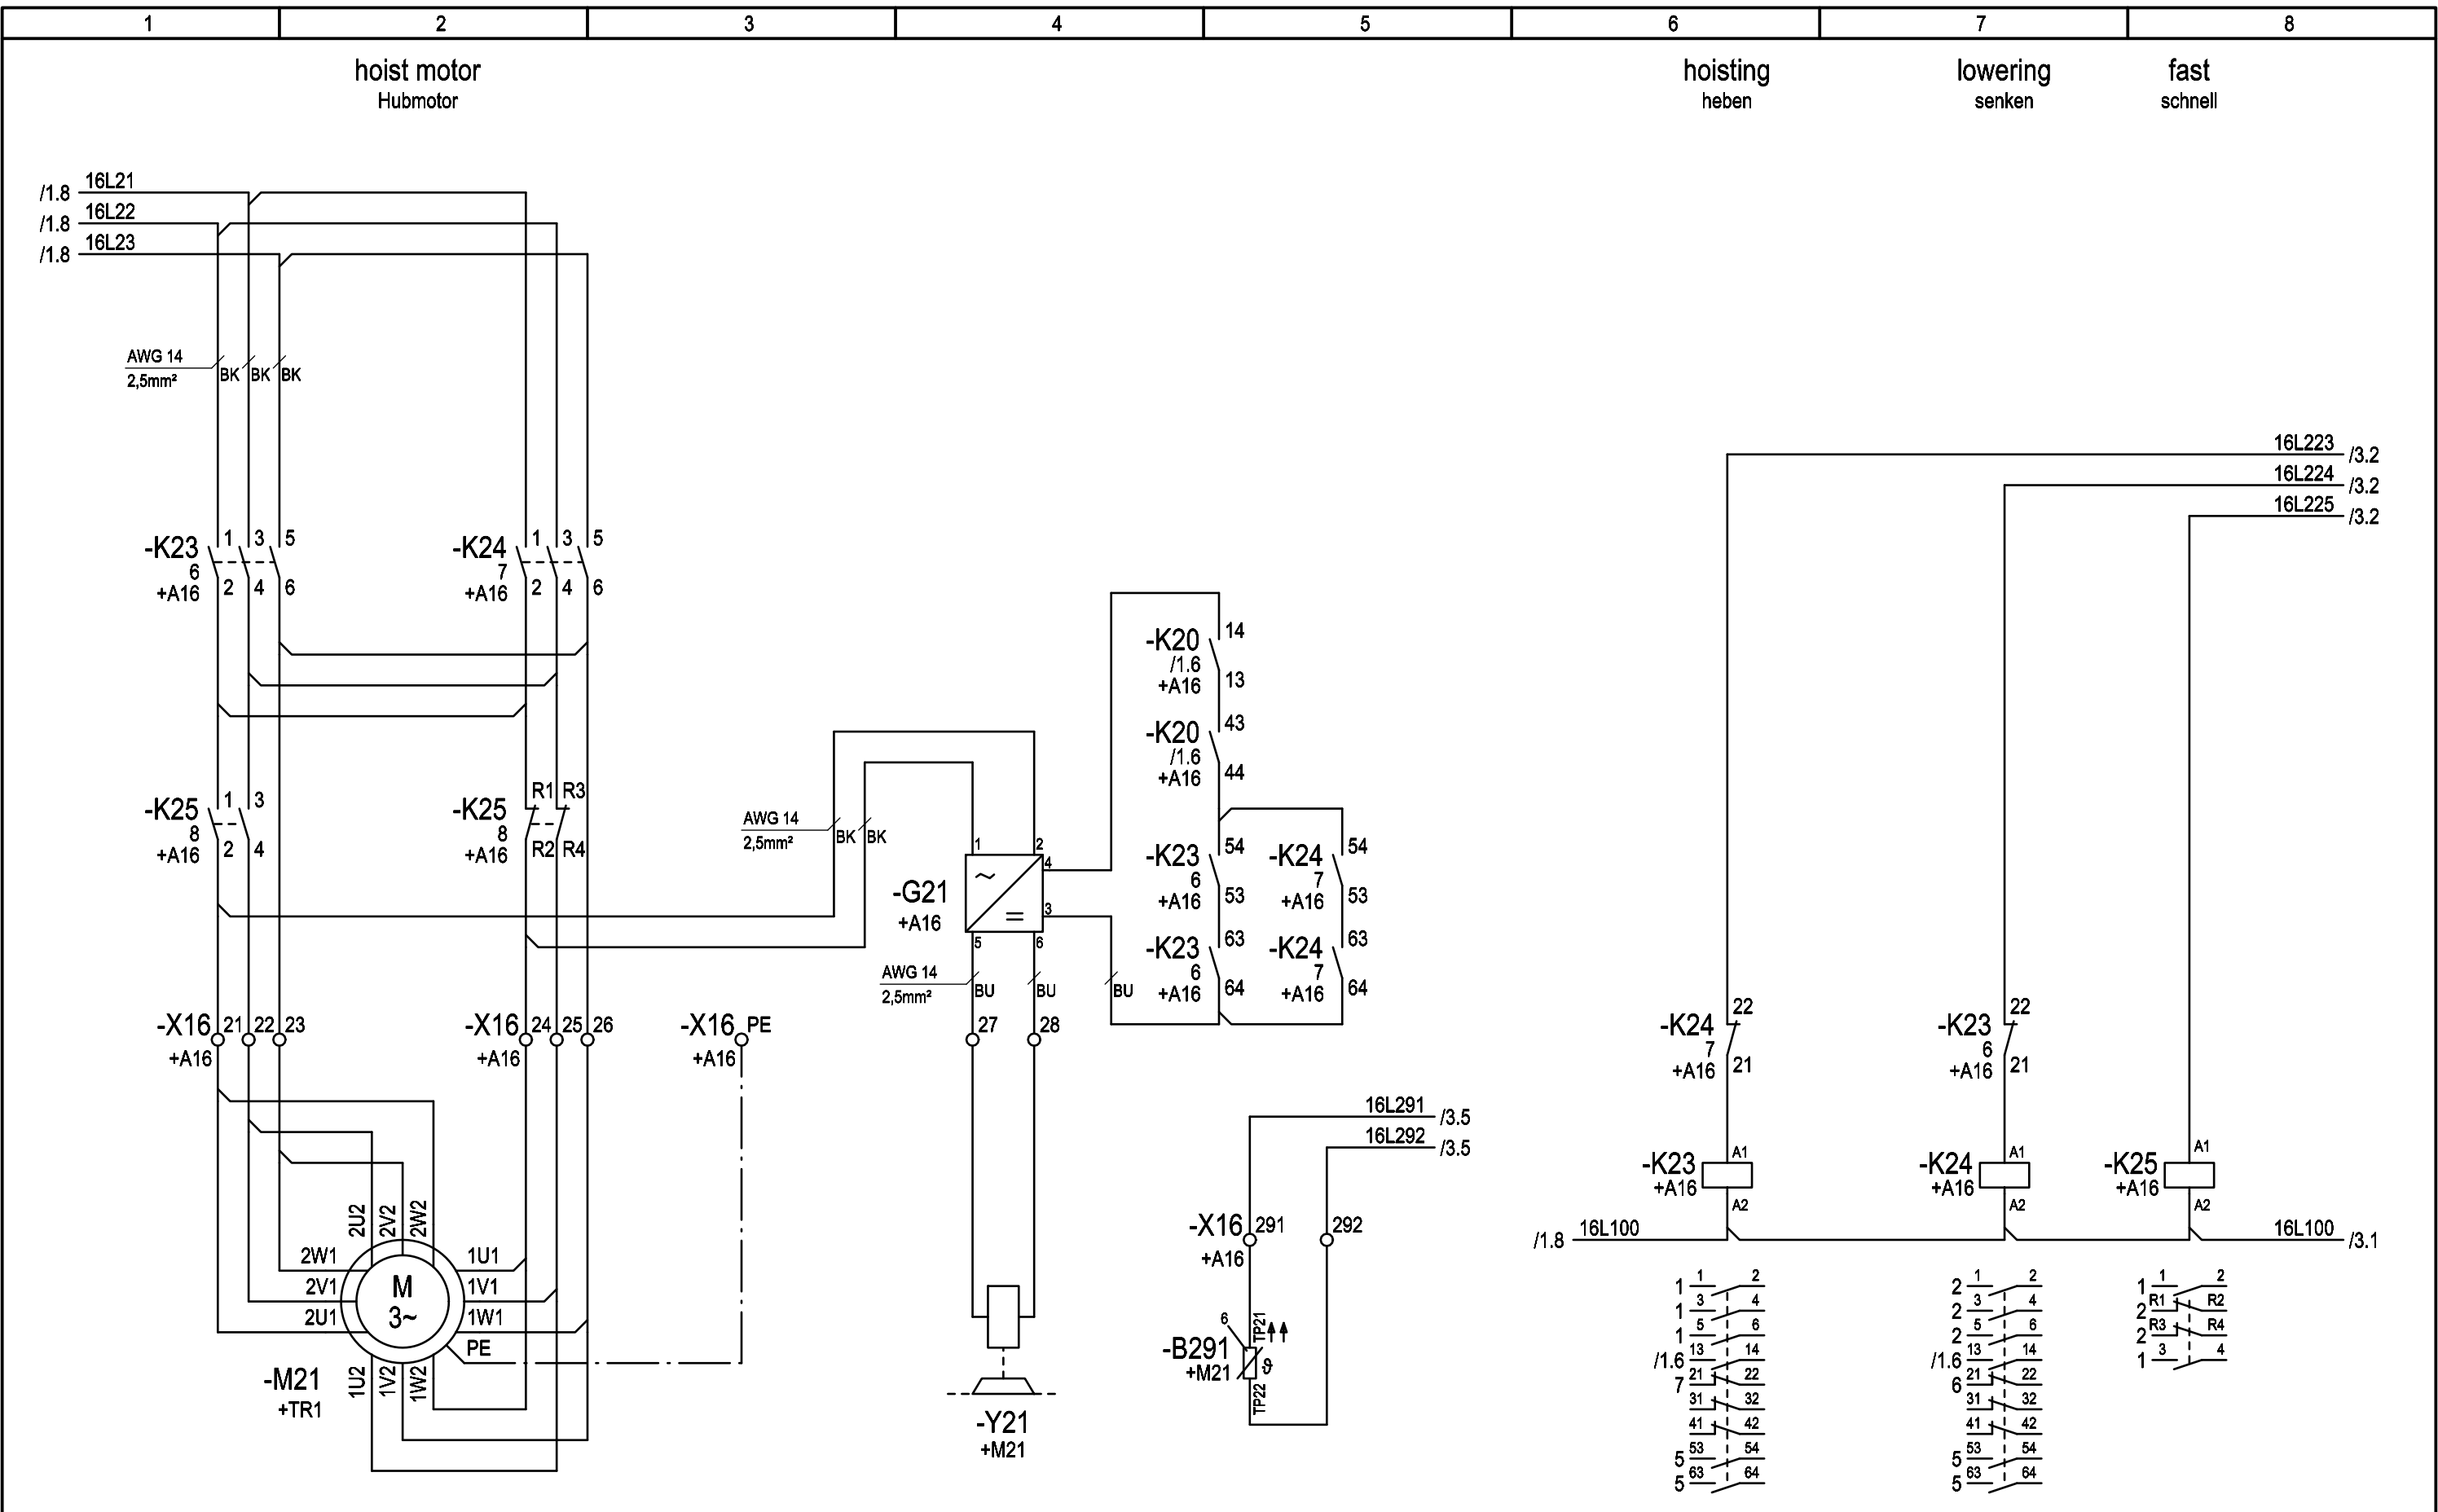 1 2 3 4 5 6 7 8
hoist motor
Hubmotor
hoisting
heben
lowering
senken
fast
schnell
/1.8 16L21
/1.8 16L22
/1.8 16L23
AWG 14
2,5mm²
BK BK BK
16L223 /3.2
16L224 /3.2
16L225 /3.2
-K23
6
+A16
1 3 5
2 4 6
-K24
7
+A16
1 3 5
2 4 6
-K25
8
+A16
1 3
2 4
-K25
8
+A16
R1 R3
R2 R4
AWG 14
2,5mm²
BK BK
-G21
+A16
1 2
4
3
5 6
AWG 14
2,5mm²
BU BU BU
-K20
/1.6
+A16
14
13
-K20
/1.6
+A16
43
44
-K23
6
+A16
54
53
-K24
7
+A16
54
53
-K23
6
+A16
63
64
-K24
7
+A16
63
64
-X16 21 22 23
+A16
-X16 24 25 26
+A16
-X16 PE
+A16
27 28
-K24
7
+A16
22
21
-K23
6
+A16
22
21
16L291 /3.5
16L292 /3.5
-K23
+A16
A1
A2
-K24
+A16
A1
A2
-K25
+A16
A1
A2
/1.8 16L100
16L100 /3.1
-X16 291 292
+A16
2U2 2V2 2W2
2W1
2V1
2U1
M
3~
1U1
1V1
1W1
PE
1U2 1V2 1W2
-M21
+TR1
-Y21
+M21
6
TP21
-B291
+M21
ϑ
TP22
1 1 2
1 3 4
1 5 6
/1.6 13 14
7 21 22
31 32
41 42
5 53 54
5 63 64
2 1 2
2 3 4
2 5 6
/1.6 13 14
6 21 22
31 32
41 42
5 53 54
5 63 64
1 1 2
2 R1 R2
2 R3 R4
1 3 4